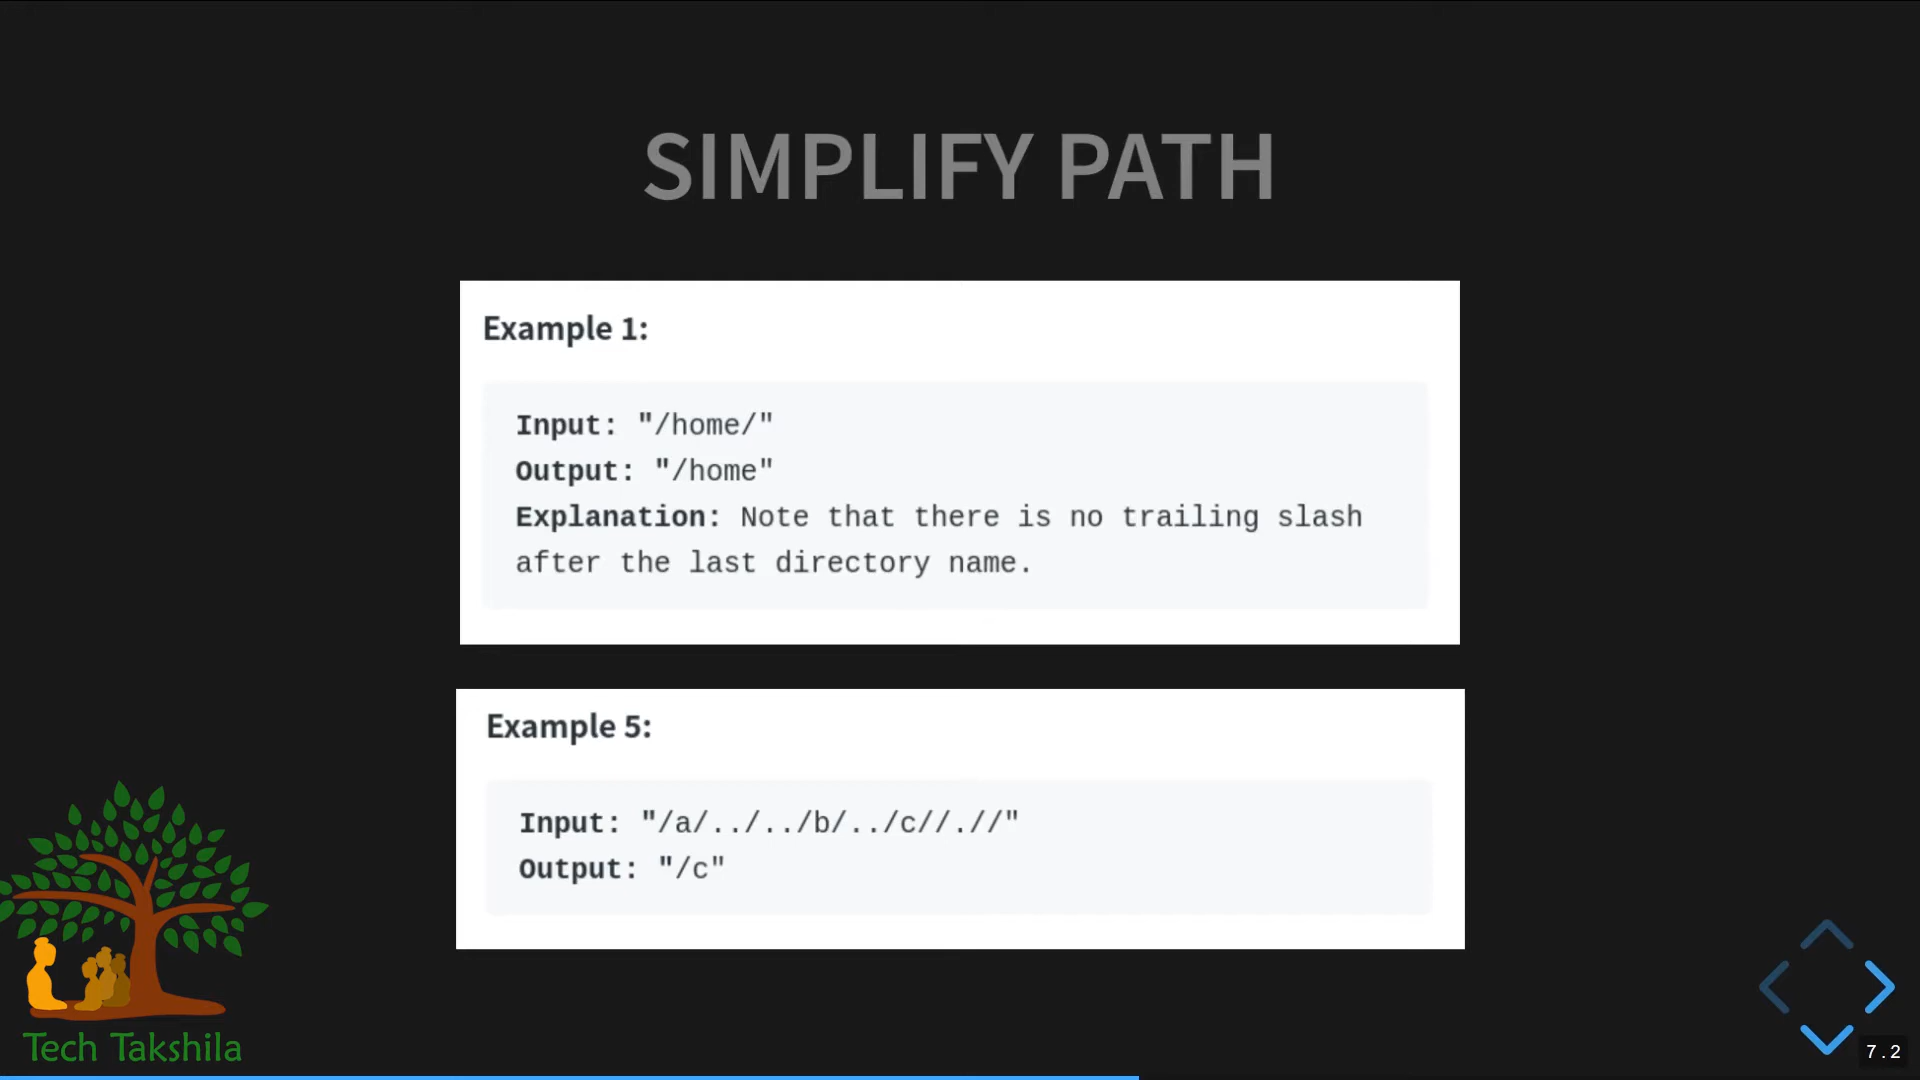 SIMPLIFY PATH
Example 1:
Input: "/home/"
Output: "/home"
Explanation: Note that there is no trailing slash
after the last directory name.
Example 5:
Input: "/a/../../b/../c//.//"
Output: "/c"
Tech Takshila
7.2